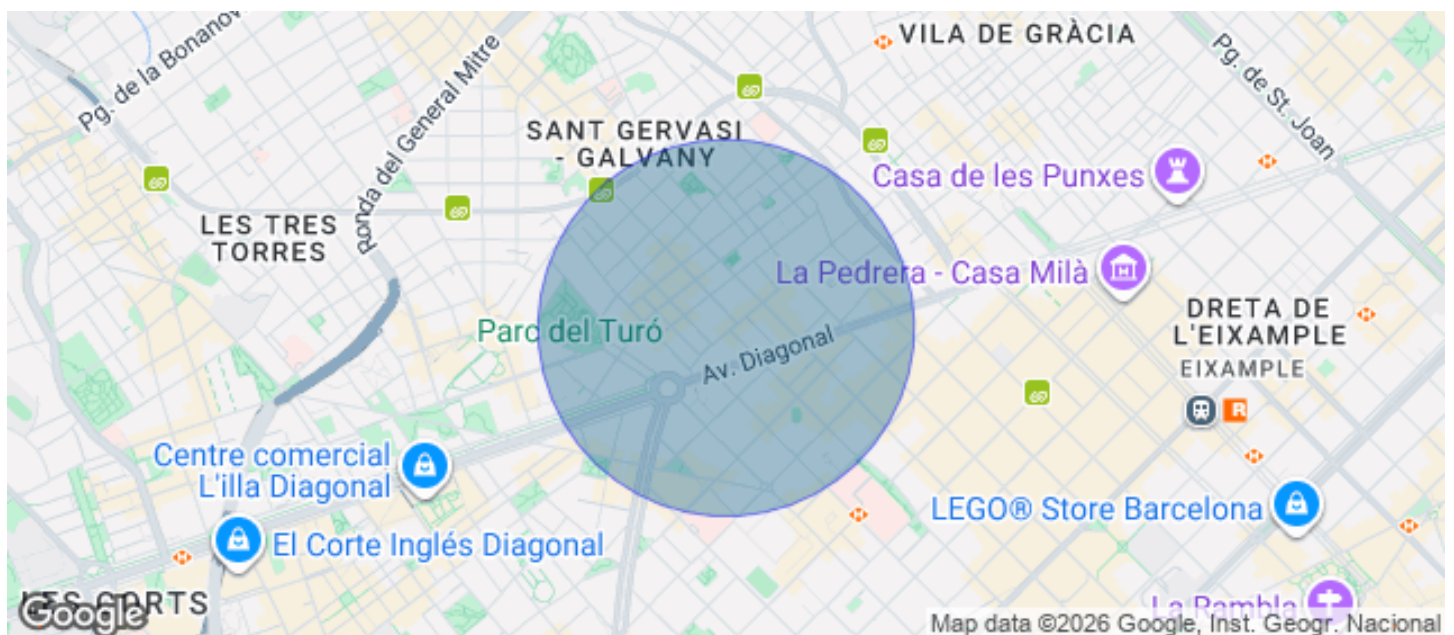 Pg. de la Bonanov
Ronda del General Mitre
VILA DE GRÀCIA
Pg. de St. Joan
SANT GERVASI
- GALVANY
Casa de les Punxes
LES TRES
TORRES
La Pedrera - Casa Milà
DRETA DE
L'EIXAMPLE
EIXAMPLE
Parc del Turó
Av. Diagonal
R
Centre comercial
L'illa Diagonal
LEGO® Store Barcelona
El Corte Inglés Diagonal
LES CORTS
Google
La Rambla
Map data ©2026 Google, Inst. Geogr. Nacional